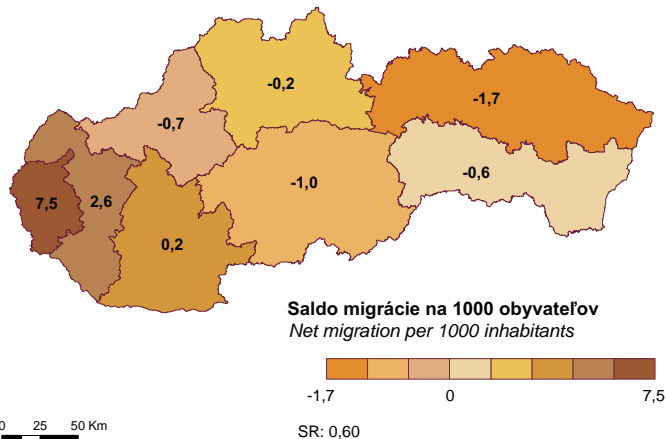 -0,2
-1,7
-0,7
-0,6
-1,0
7,5
2,6
0,2
Saldo migrácie na 1000 obyvateľov
Net migration per 1000 inhabitants
-1,7 0 7,5
0 25 50 Km
SR: 0,60